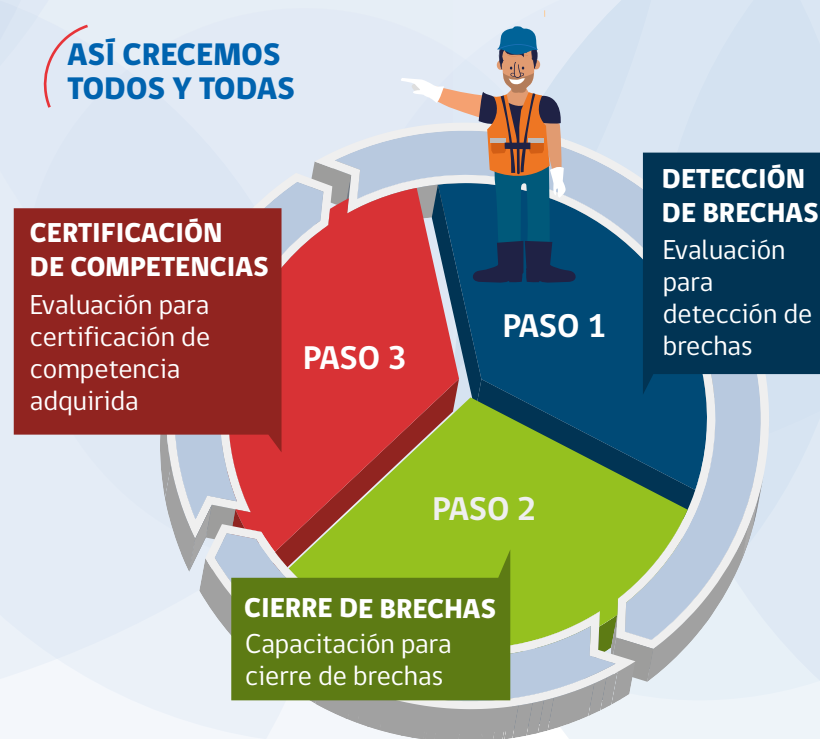 ASÍ CRECEMOS
TODOS Y TODAS
DETECCIÓN
DE BRECHAS
Evaluación
para
detección de
brechas
PASO 1
CERTIFICACIÓN
DE COMPETENCIAS
Evaluación para
certificación de
competencia
adquirida
PASO 3
PASO 2
CIERRE DE BRECHAS
Capacitación para
cierre de brechas